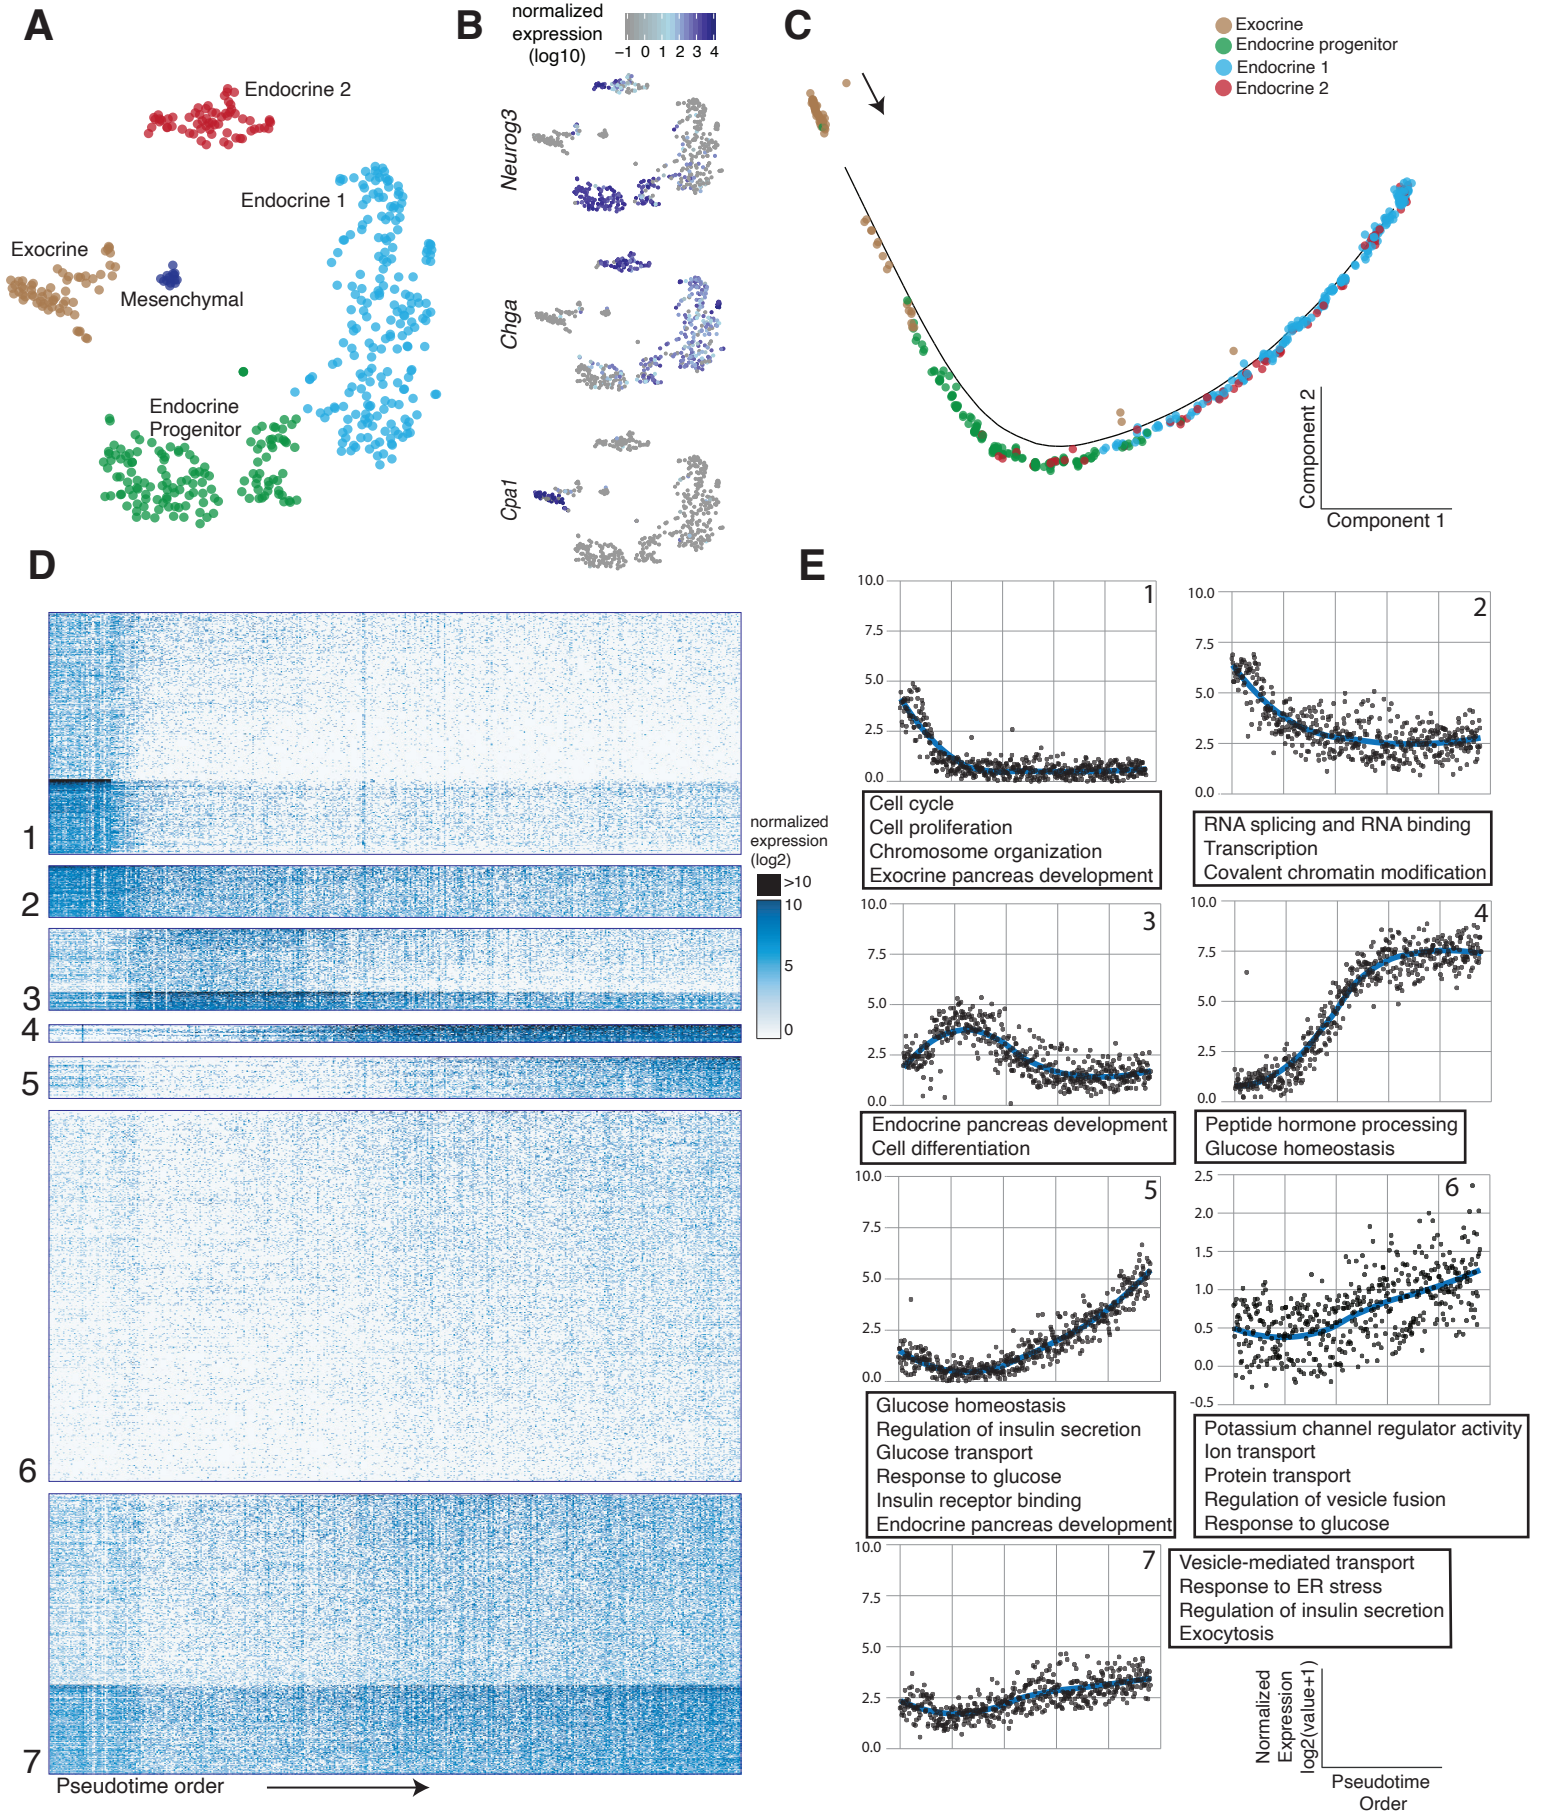 A
Endocrine 2
Endocrine 1
Exocrine
Mesenchymal
Endocrine
Progenitor
B
normalized
expression
(log10)
−1 0 1 2 3 4
Neurog3
Chga
Cpa1
C
Exocrine
Endocrine progenitor
Endocrine 1
Endocrine 2
Component 2
Component 1
D
1
2
3
4
5
6
7
Pseudotime order
normalized
expression
(log2)
>10
10
5
0
E
10.0
7.5
5.0
2.5
0.0
1
Cell cycle
Cell proliferation
Chromosome organization
Exocrine pancreas development
10.0
7.5
5.0
2.5
0.0
2
RNA splicing and RNA binding
Transcription
Covalent chromatin modification
10.0
7.5
5.0
2.5
0.0
3
Endocrine pancreas development
Cell differentiation
10.0
7.5
5.0
2.5
0.0
4
Peptide hormone processing
Glucose homeostasis
10.0
7.5
5.0
2.5
0.0
5
Glucose homeostasis
Regulation of insulin secretion
Glucose transport
Response to glucose
Insulin receptor binding
Endocrine pancreas development
2.5
2.0
1.5
1.0
0.5
0.0
-0.5
6
Potassium channel regulator activity
Ion transport
Protein transport
Regulation of vesicle fusion
Response to glucose
10.0
7.5
5.0
2.5
0.0
7
Vesicle-mediated transport
Response to ER stress
Regulation of insulin secretion
Exocytosis
Normalized
Expression
log2(value+1)
Pseudotime
Order